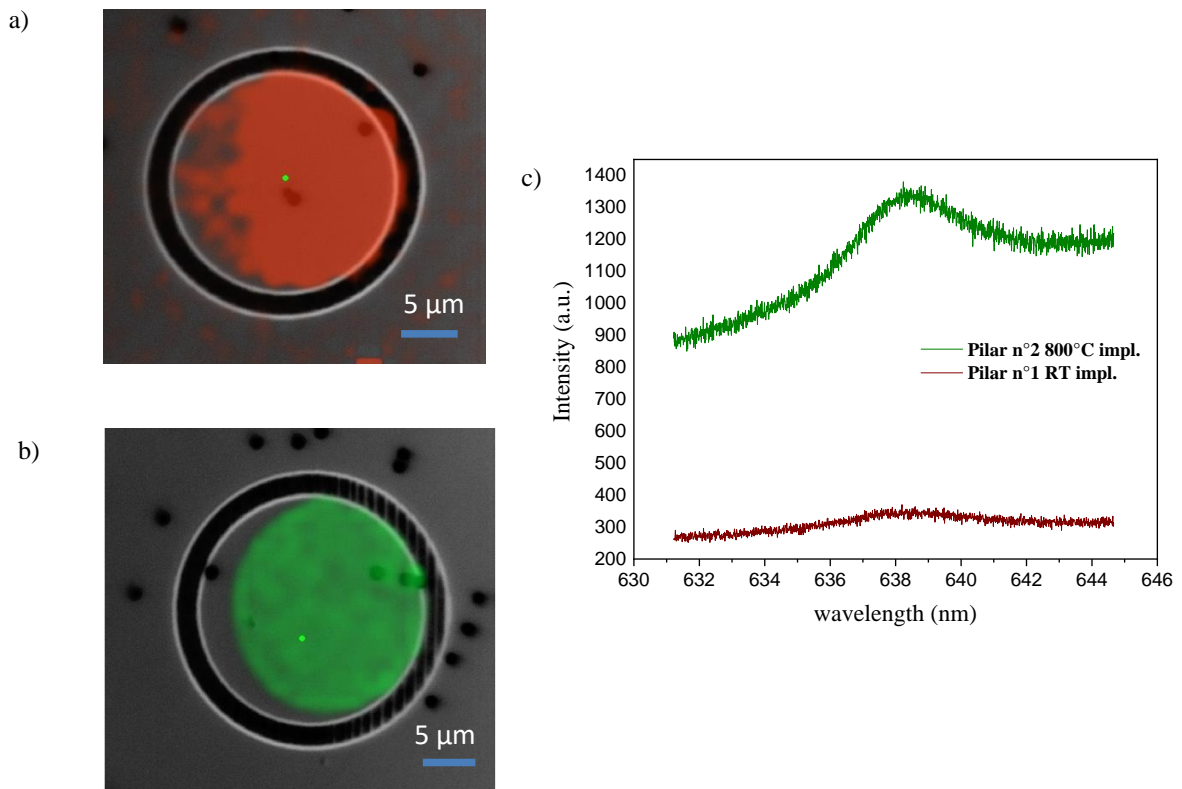 a)
5 μm
b)
5 μm
c)
1400
1300
1200
1100
1000
900
800
700
600
500
400
300
200
Intensity (a.u.)
Pilar n°2 800°C impl.
Pilar n°1 RT impl.
630 632 634 636 638 640 642 644 646
wavelength (nm)